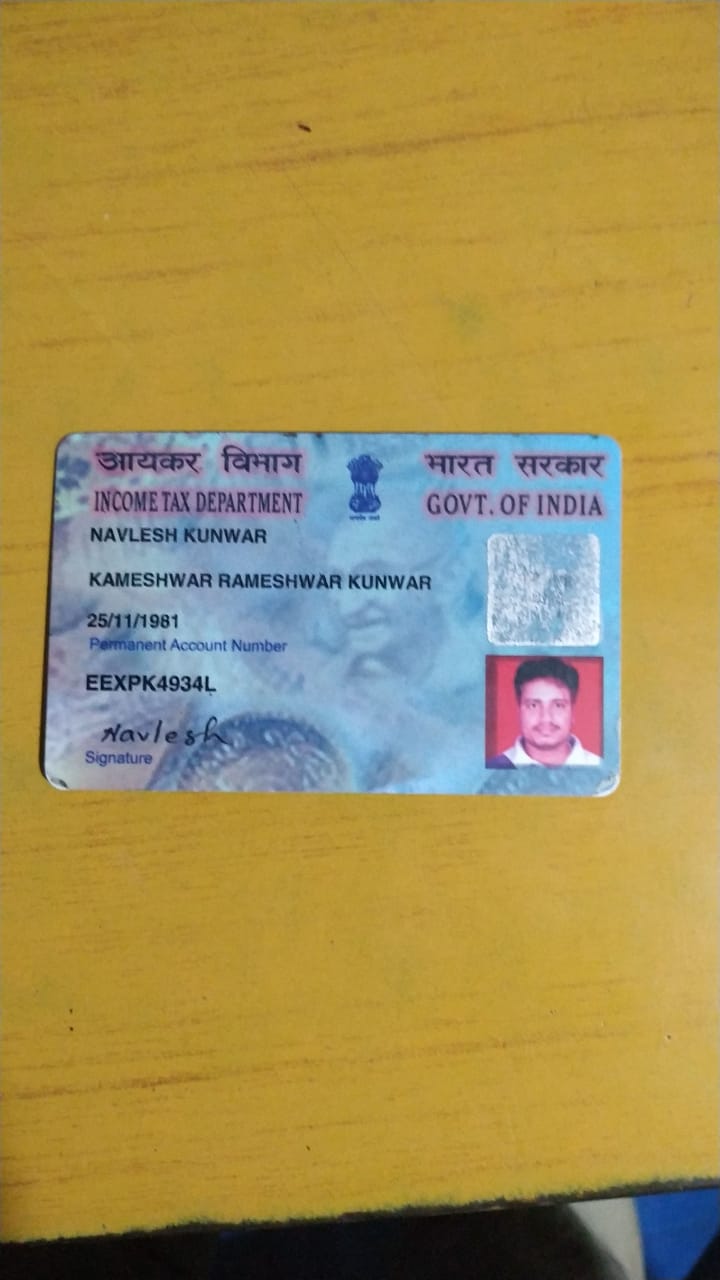 आयकर विभाग
INCOME TAX DEPARTMENT
भारत सरकार
GOVT. OF INDIA
NAVLESH KUNWAR
KAMESHWAR RAMESHWAR KUNWAR
25/11/1981
Permanent Account Number
EEXPK4934L
Navlesh
Signature